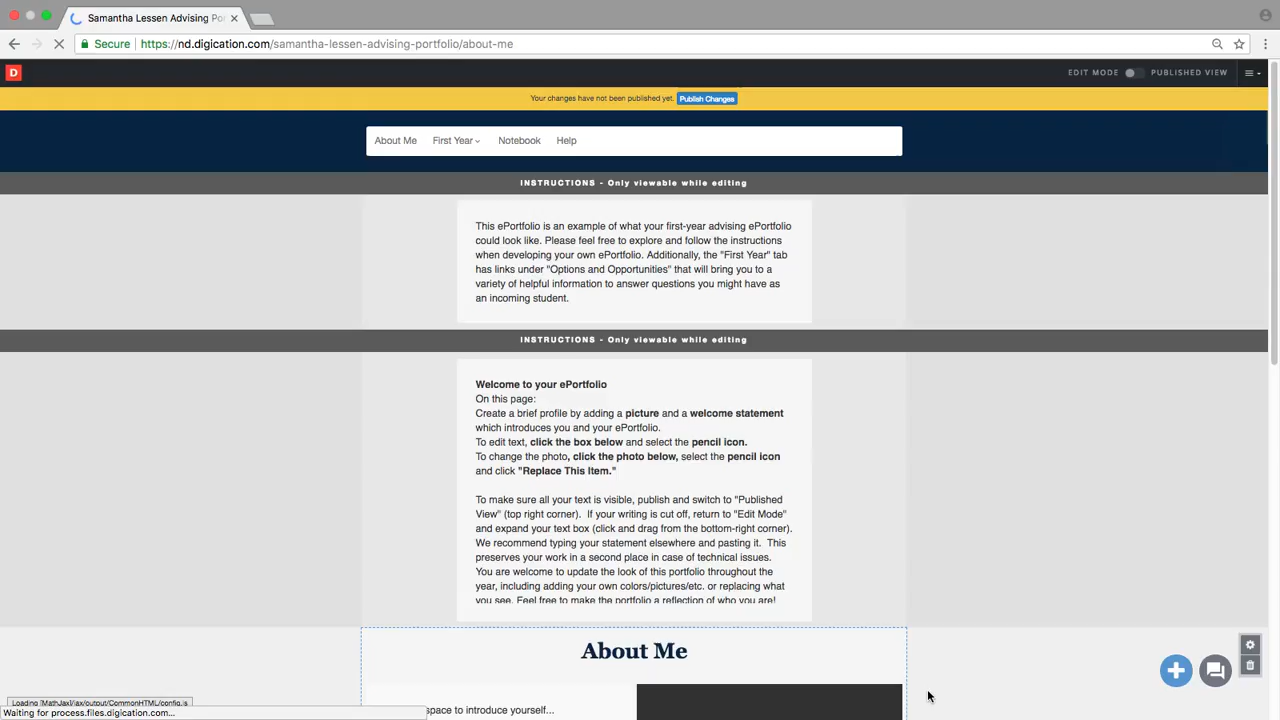 Samantha Lessen Advising Po
Secure https://nd.digication.com/samantha-lessen-advising-portfolio/about-me
D
EDIT MODE PUBLISHED VIEW
Your changes have not been published yet. Publish Changes
About Me First Year Notebook Help
INSTRUCTIONS - Only viewable while editing
This ePortfolio is an example of what your first-year advising ePortfolio
could look like. Please feel free to explore and follow the instructions
when developing your own ePortfolio. Additionally, the "First Year" tab
has links under "Options and Opportunities" that will bring you to a
variety of helpful information to answer questions you might have as
an incoming student.
INSTRUCTIONS - Only viewable while editing
Welcome to your ePortfolio
On this page:
Create a brief profile by adding a picture and a welcome statement
which introduces you and your ePortfolio.
To edit text, click the box below and select the pencil icon.
To change the photo, click the photo below, select the pencil icon
and click "Replace This Item."
To make sure all your text is visible, publish and switch to "Published
View" (top right corner). If your writing is cut off, return to "Edit Mode"
and expand your text box (click and drag from the bottom-right corner).
We recommend typing your statement elsewhere and pasting it. This
preserves your work in a second place in case of technical issues.
You are welcome to update the look of this portfolio throughout the
year, including adding your own colors/pictures/etc. or replacing what
you see. Feel free to make the portfolio a reflection of who you are!
About Me
space to introduce yourself...
Loading [MathJax]/jax/output/CommonHTML/config.js
Waiting for process.files.digication.com...